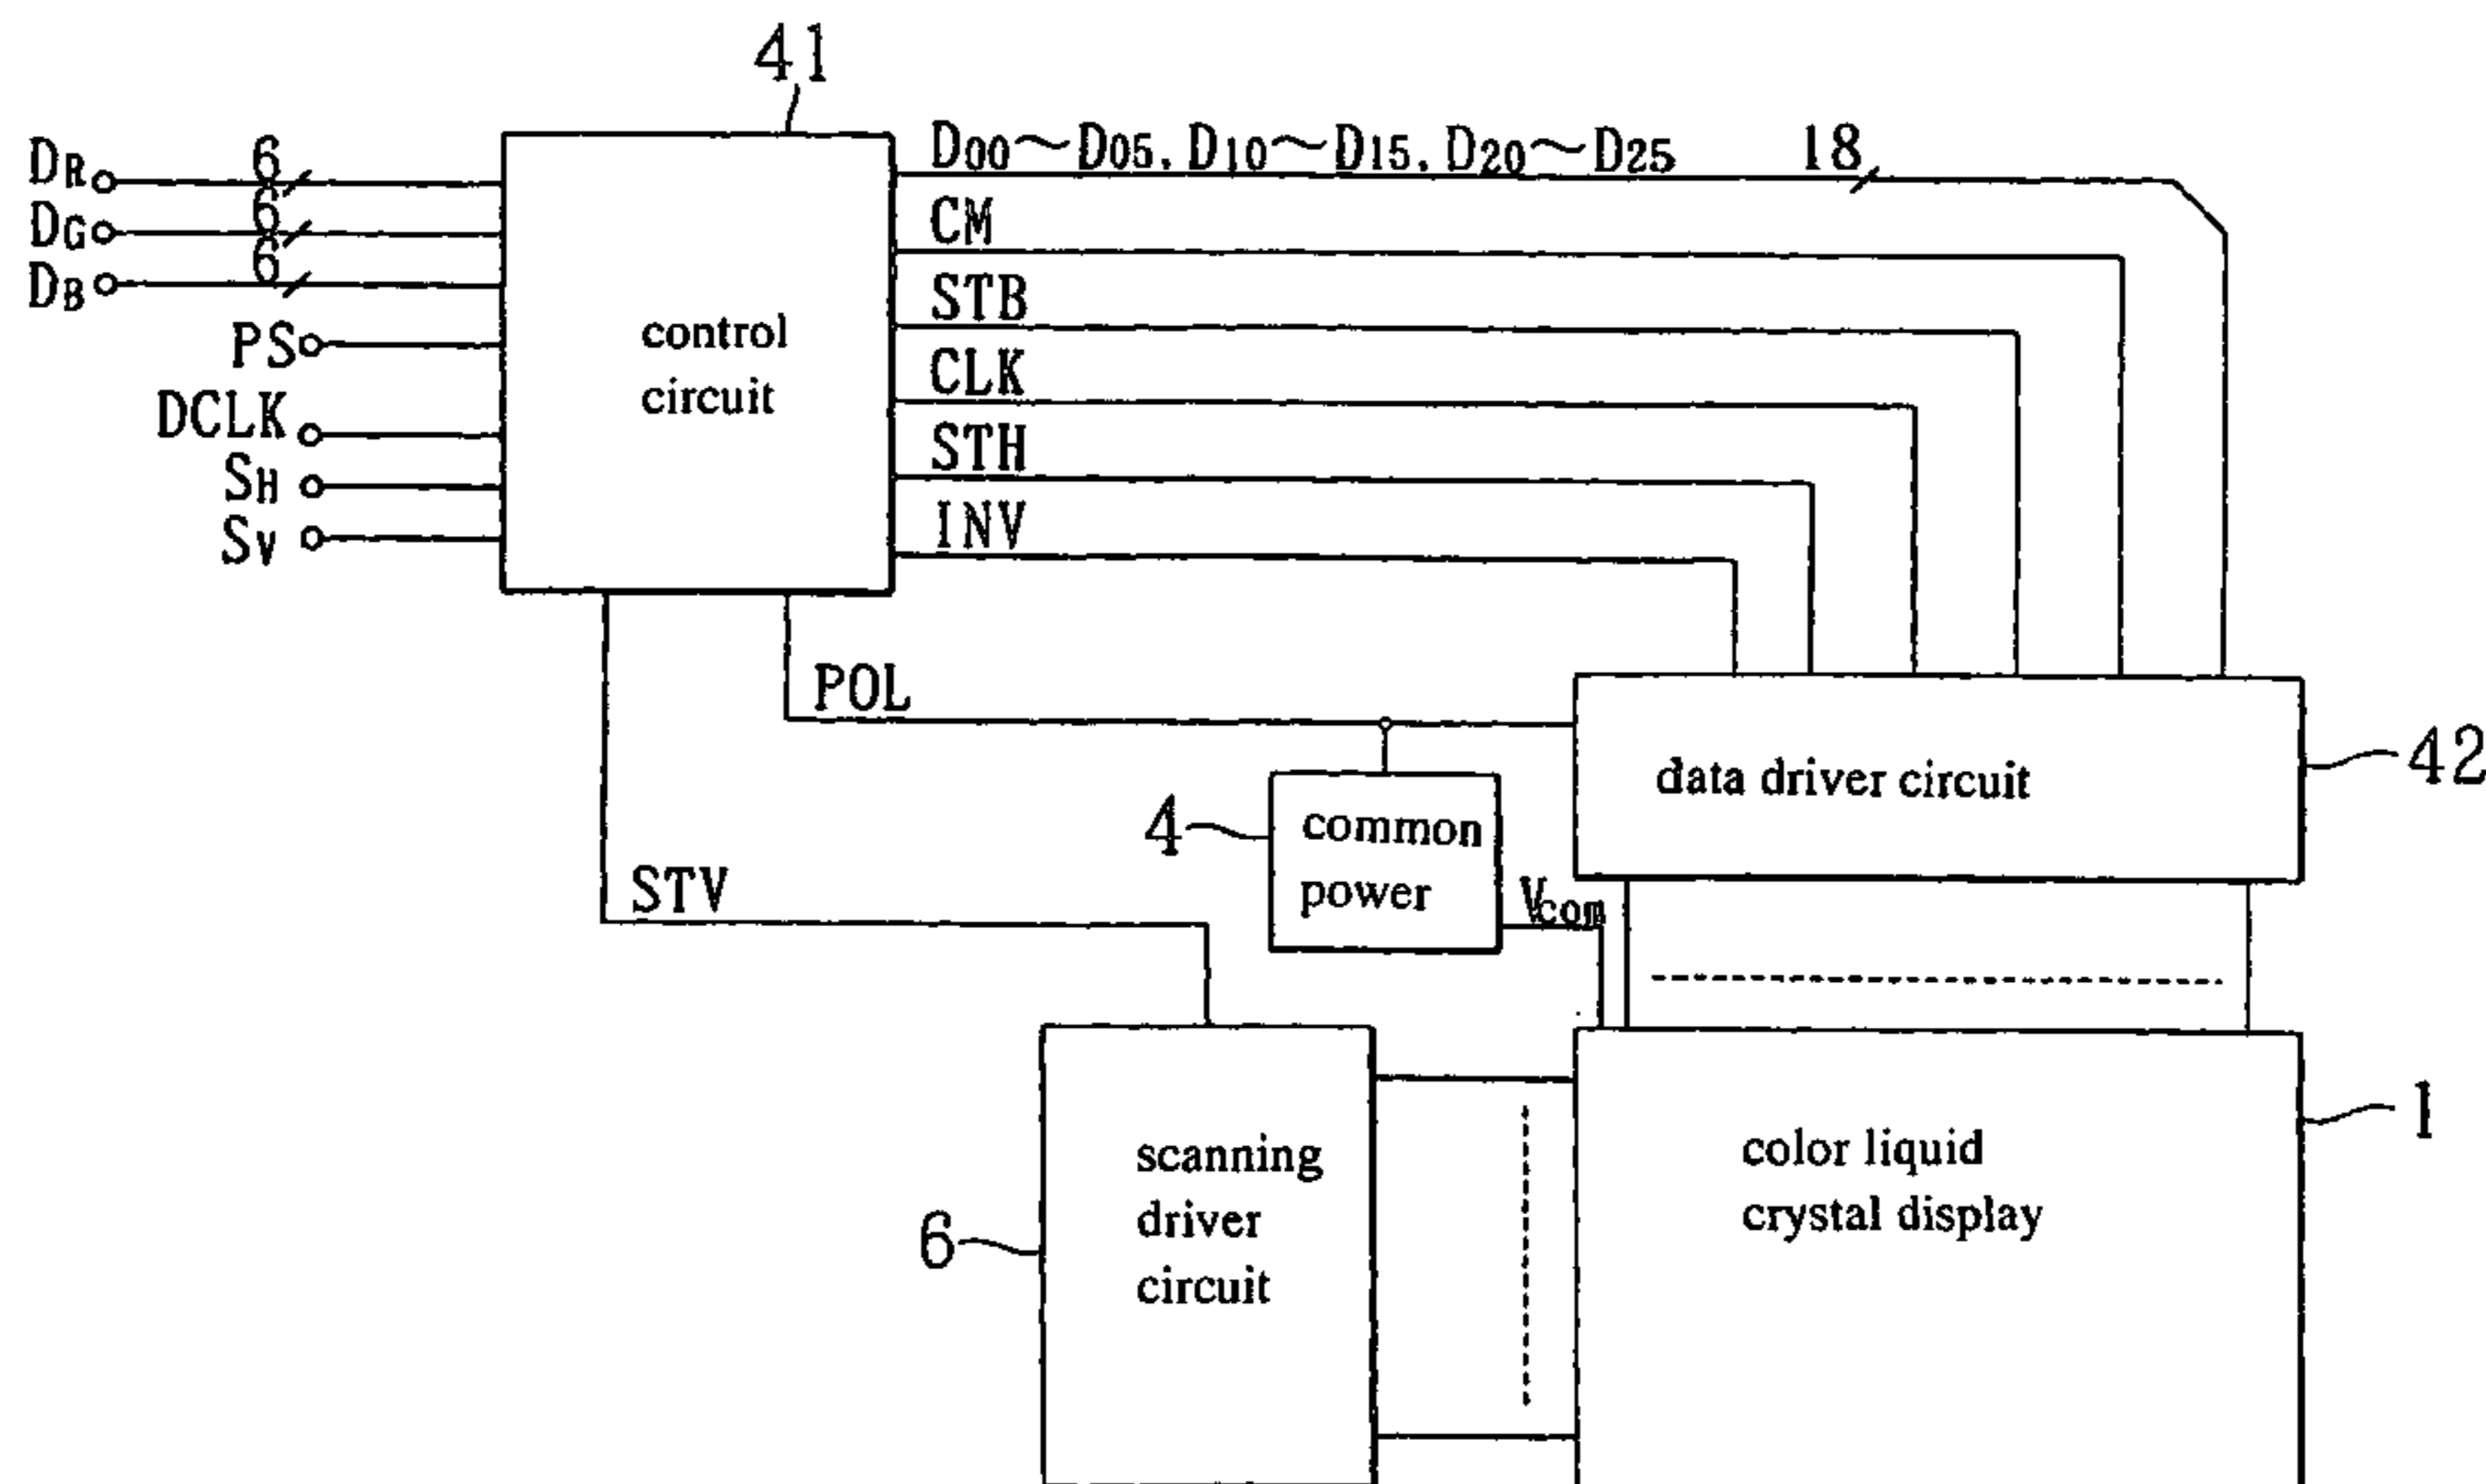 41
DR 6
DG 6
DB 6
PS
DCLK
SH
SV
control
circuit
D00～D05, D10～D15, D20～D25 18
CM
STB
CLK
STH
INV
POL
STV
4
common
power
Vcom
data driver circuit
42
6
scanning
driver
circuit
color liquid
crystal display
1